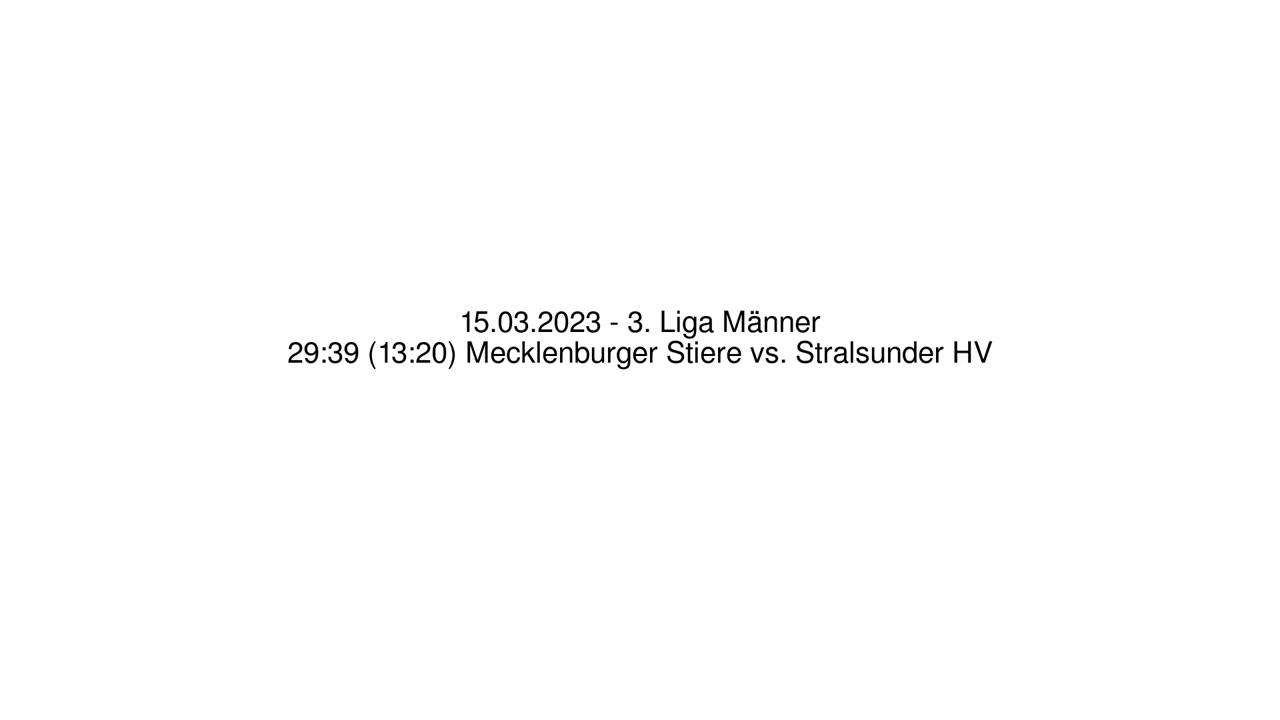 15.03.2023 - 3. Liga Männer
29:39 (13:20) Mecklenburger Stiere vs. Stralsunder HV